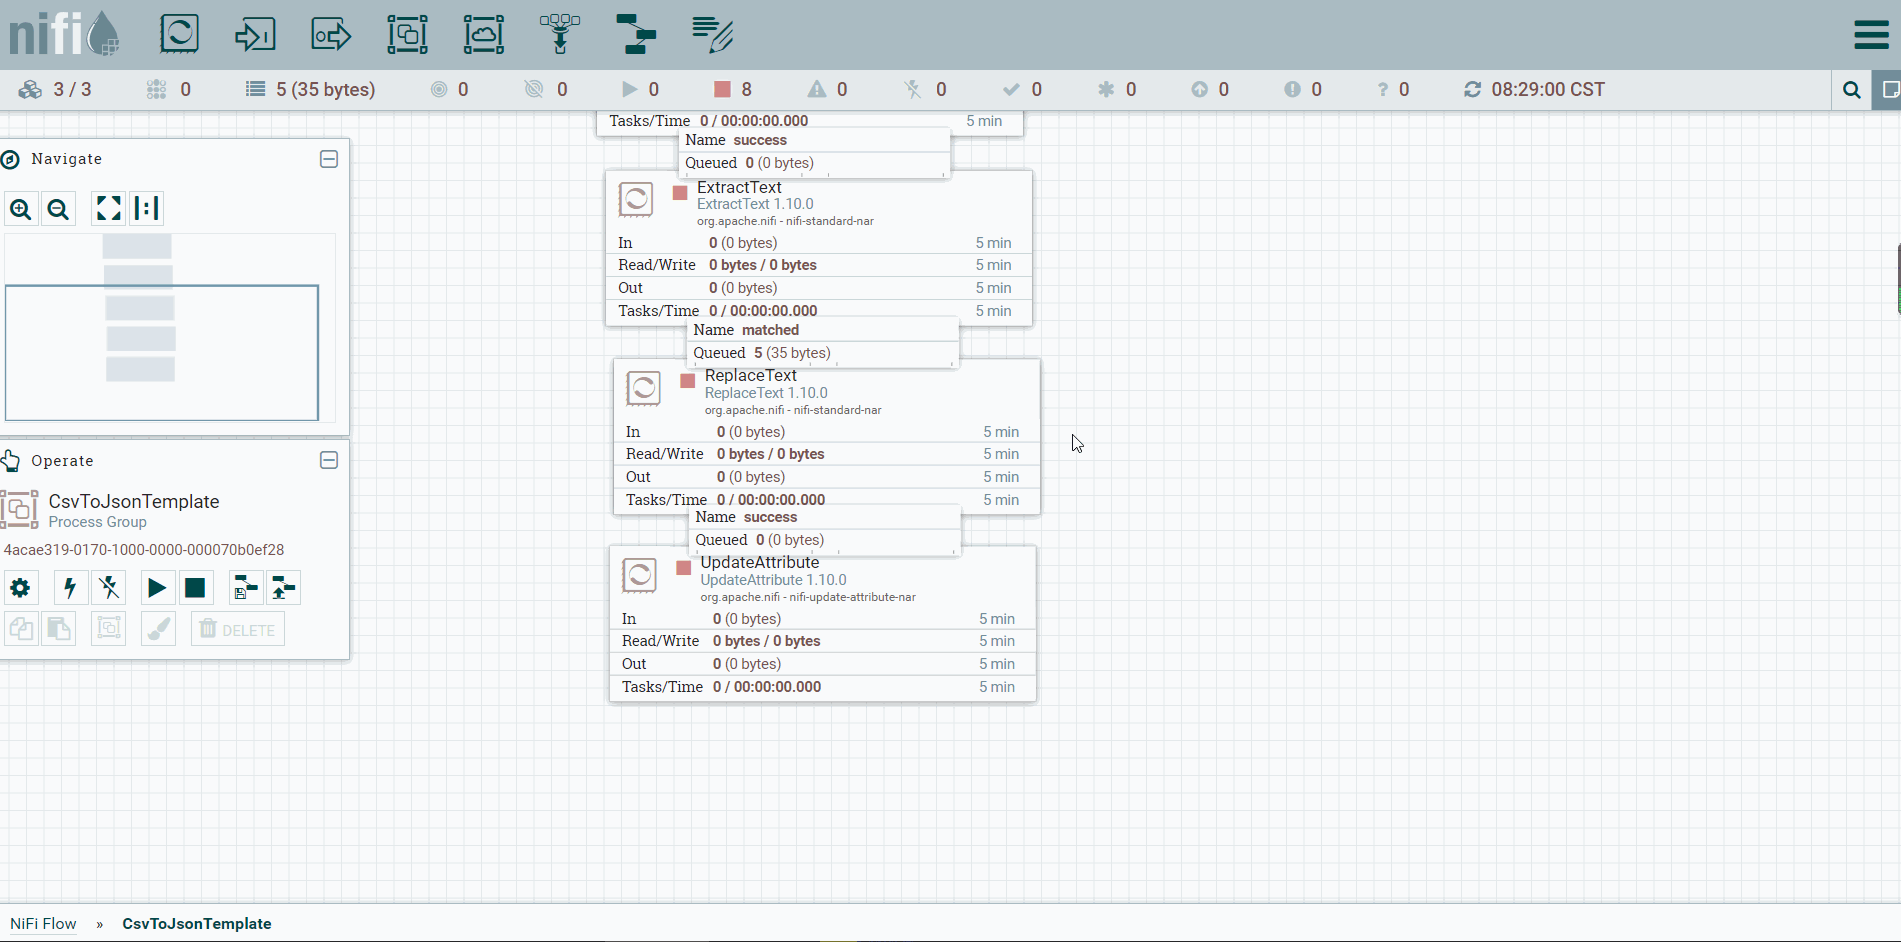 nifi
3 / 3 0 5 (35 bytes) 0 0 0 8 0 0 0 0 0 0 ? 0 08:29:00 CST
Navigate
Operate
CsvToJsonTemplate
Process Group
4acae319-0170-1000-0000-000070b0ef28
DELETE
Tasks/Time 0 / 00:00:00.000 5 min
Name success
Queued 0 (0 bytes)
ExtractText
ExtractText 1.10.0
org.apache.nifi - nifi-standard-nar
In 0 (0 bytes) 5 min
Read/Write 0 bytes / 0 bytes 5 min
Out 0 (0 bytes) 5 min
Tasks/Time 0 / 00:00:00.000 5 min
Name matched
Queued 5 (35 bytes)
ReplaceText
ReplaceText 1.10.0
org.apache.nifi - nifi-standard-nar
In 0 (0 bytes) 5 min
Read/Write 0 bytes / 0 bytes 5 min
Out 0 (0 bytes) 5 min
Tasks/Time 0 / 00:00:00.000 5 min
Name success
Queued 0 (0 bytes)
UpdateAttribute
UpdateAttribute 1.10.0
org.apache.nifi - nifi-update-attribute-nar
In 0 (0 bytes) 5 min
Read/Write 0 bytes / 0 bytes 5 min
Out 0 (0 bytes) 5 min
Tasks/Time 0 / 00:00:00.000 5 min
NiFi Flow » CsvToJsonTemplate